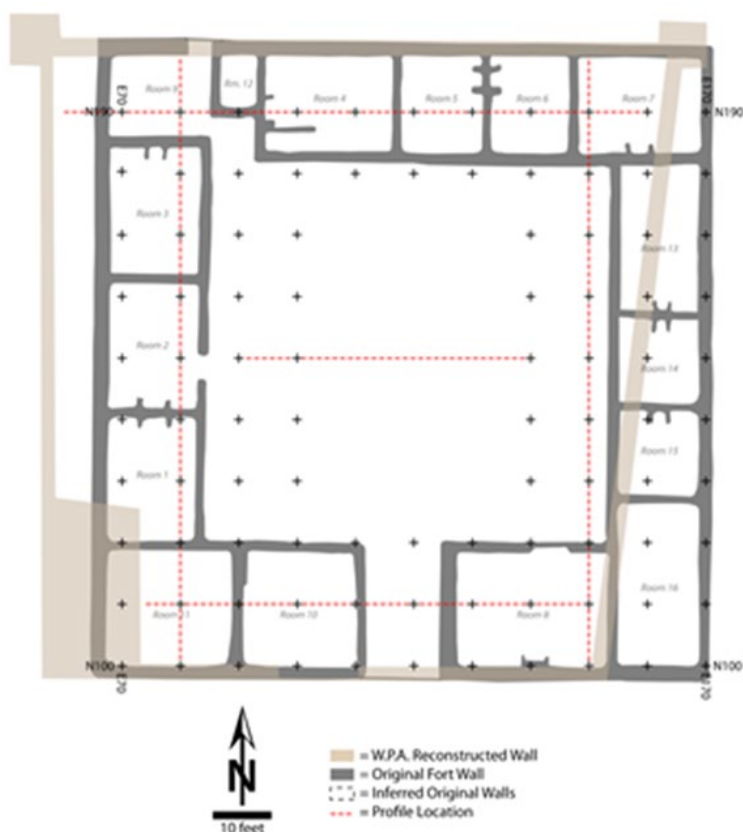 Room 9
Rm. 12
Room 4
Room 5
Room 6
Room 7
E70
E170
N190
N190
Room 3
Room 13
Room 2
Room 14
Room 1
Room 15
Room 16
Room 11
Room 10
Room 8
N100
N100
E70
E170
N
10 feet
= W.P.A. Reconstructed Wall
= Original Fort Wall
= Inferred Original Walls
= Profile Location